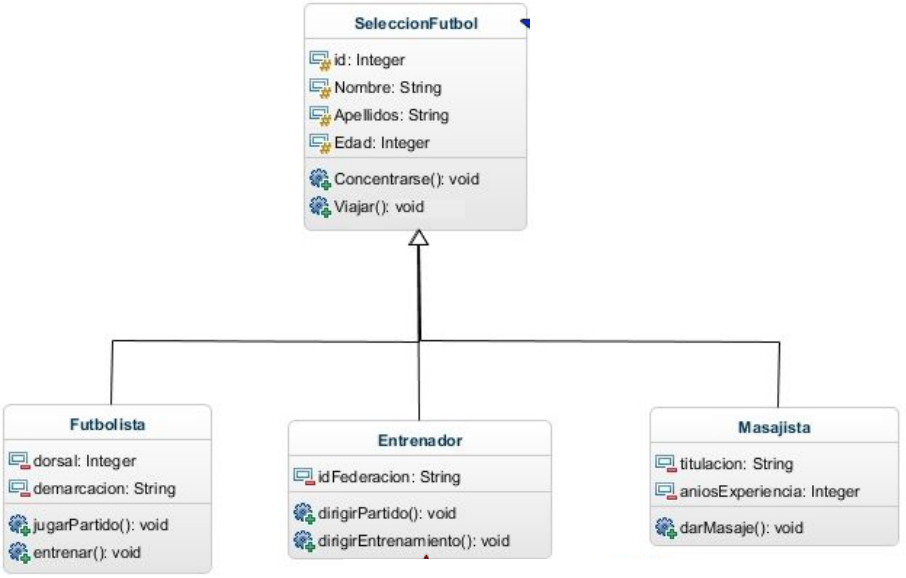 SeleccionFutbol
id: Integer
Nombre: String
Apellidos: String
Edad: Integer
Concentrarse(): void
Viajar(): void
Futbolista
dorsal: Integer
demarcacion: String
jugarPartido(): void
entrenar(): void
Entrenador
idFederacion: String
dirigirPartido(): void
dirigirEntrenamiento(): void
Masajista
titulacion: String
aniosExperiencia: Integer
darMasaje(): void